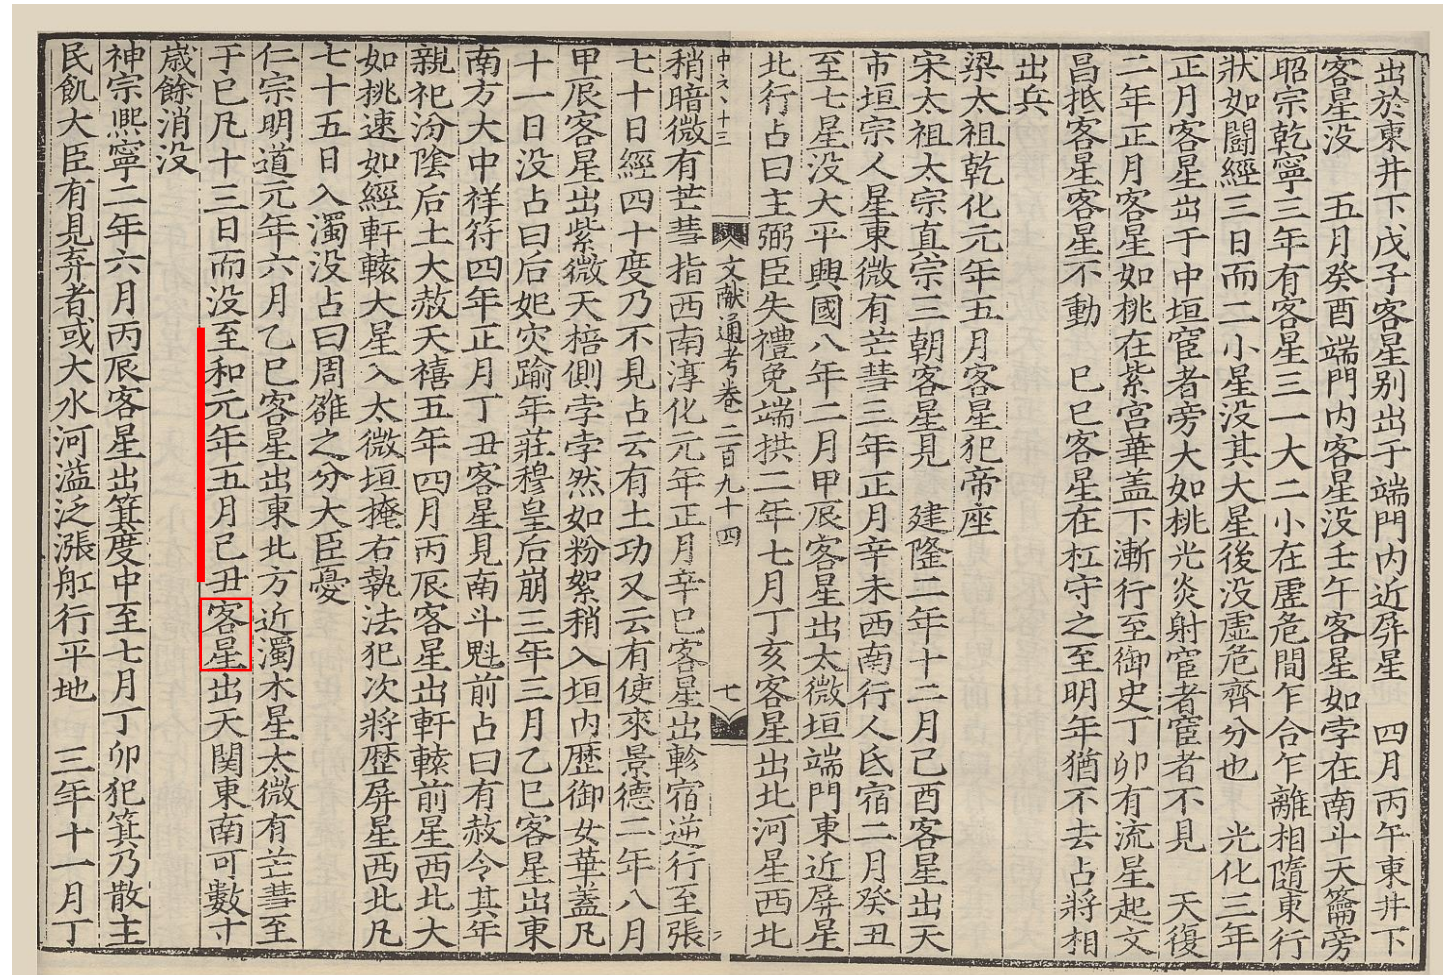 出於東井下戊子客星別出于端門內近屏星　四月丙午東井下
客星没　五月癸酉端門內客星没壬午客星如孛在南斗天籥旁
昭宗乾寧三年有客星三一大二小在虛危間乍合乍離相隨東行
狀如鬭經三日而二小星没其大星後没虛危齊分也　光化三年
正月客星出于中垣宦者旁大如桃光炎射宦者宦者不見　天復
二年正月客星如桃在紫宮華盖下漸行至御史丁卯有流星起文
昌抵客星客星不動　巳巳客星在杠守之至明年猶不去占將相
出兵
梁太祖乾化元年五月客星犯帝座
宋太祖太宗真宗三朝客星見　建隆二年十二月己酉客星出天
市垣宗人星東微有芒彗三年正月辛未西南行入氐宿二月癸丑
至七星没大平興國八年二月甲辰客星出太微垣端門東近屏星
北行占曰主弼臣失禮免端拱二年七月丁亥客星出北河星西北
文献通考卷二百九十四
七
稍暗微有芒彗指西南淳化元年正月辛巳客星出軫宿逆行至張
七十日經四十度乃不見占云有土功又云有使來景德二年八月
甲辰客星出紫微天棓側孛孛然如粉絮稍入垣內歷御女華蓋凡
十一日没占曰后妃灾踰年莊穆皇后崩三年三月乙巳客星出東
南方大中祥符四年正月丁丑客星見南斗魁前占曰有赦令其年
親祀汾陰后土大赦天禧五年四月丙辰客星出軒轅前星西北大
如桃速如經軒轅大星入太微垣掩右執法犯次將歷屏星西北凡
七十五日入濁没占曰周雒之分大臣憂
仁宗明道元年六月乙巳客星出東北方近濁木星太微有芒彗至
于巳凡十三日而没至和元年五月己丑客星出天關東南可數寸
歲餘消没
神宗熙寧二年六月丙辰客星出箕度中至七月丁卯犯箕乃散主
民飢大臣有見弃者或大水河溢泛漲舡行平地　三年十一月丁